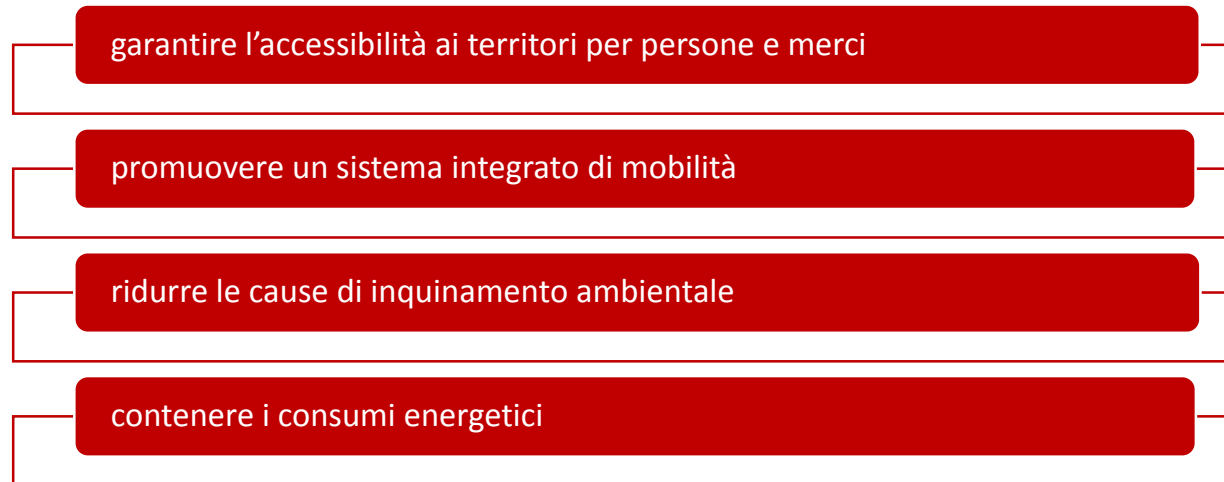 garantire l’accessibilità ai territori per persone e merci
promuovere un sistema integrato di mobilità
ridurre le cause di inquinamento ambientale
contenere i consumi energetici